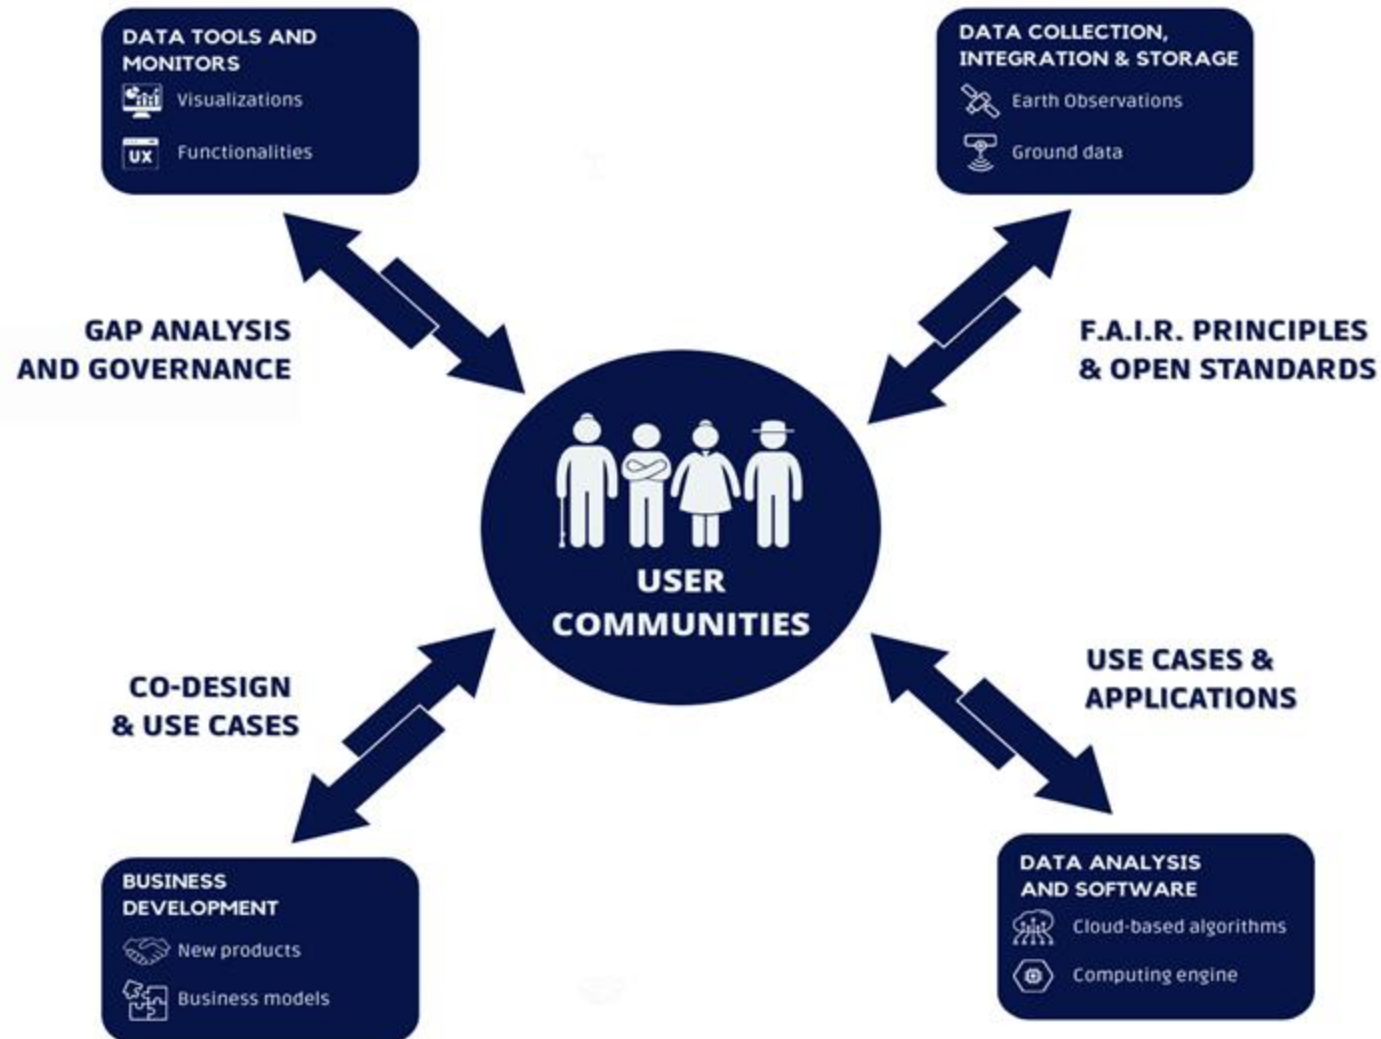 DATA TOOLS AND
MONITORS
Visualizations
UX
Functionalities
DATA COLLECTION,
INTEGRATION & STORAGE
Earth Observations
Ground data
GAP ANALYSIS
AND GOVERNANCE
F.A.I.R. PRINCIPLES
& OPEN STANDARDS
USER
COMMUNITIES
CO-DESIGN
& USE CASES
USE CASES &
APPLICATIONS
BUSINESS
DEVELOPMENT
New products
Business models
DATA ANALYSIS
AND SOFTWARE
Cloud-based algorithms
Computing engine